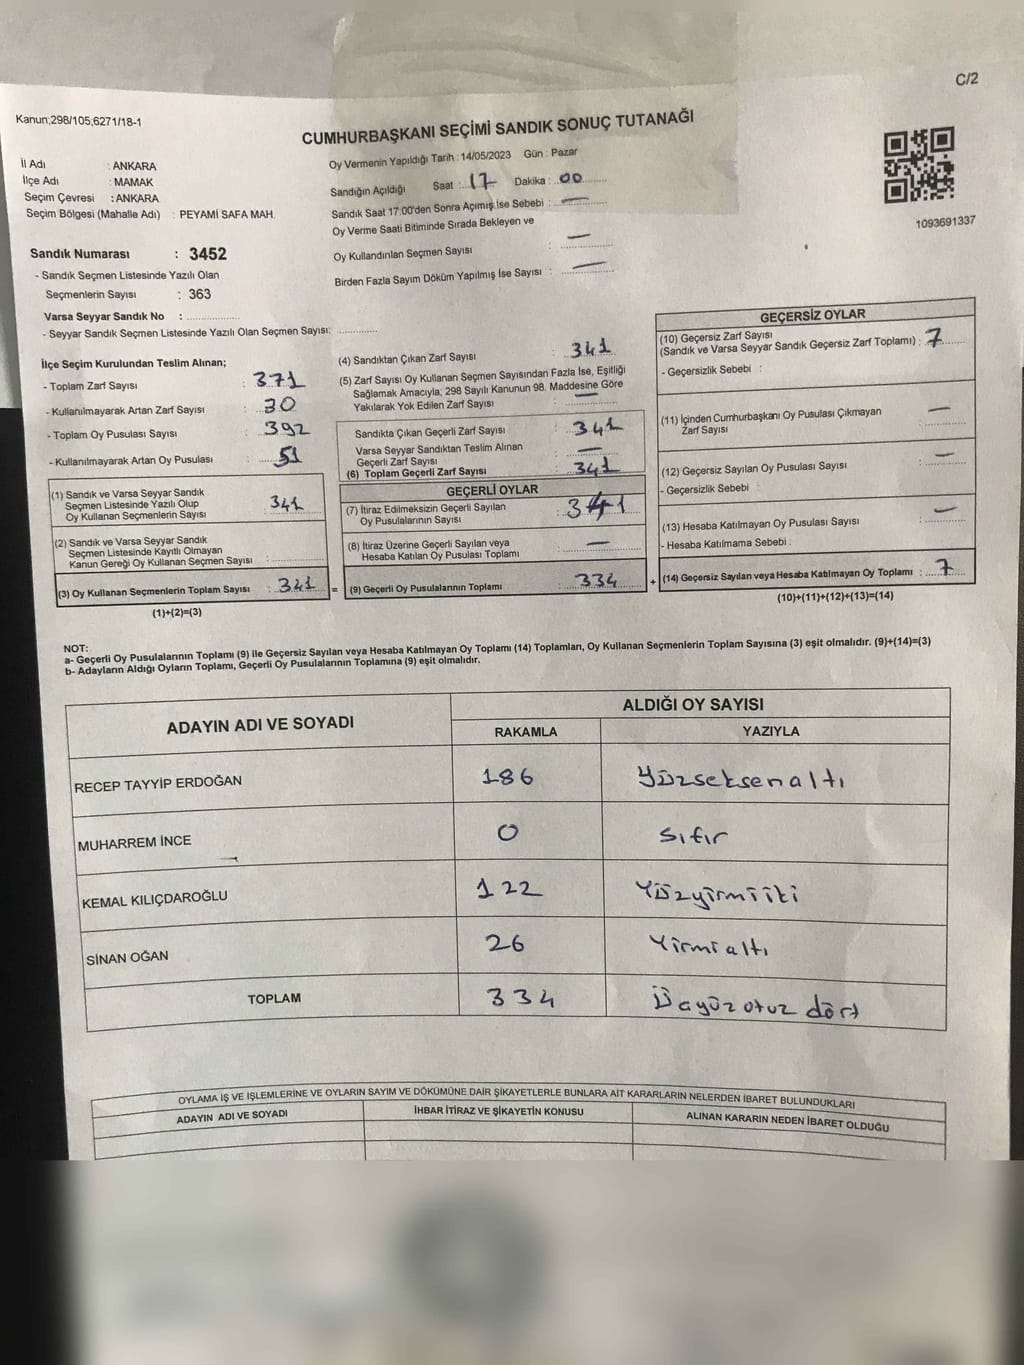 C/2
Kanun;298/105;6271/18-1
CUMHURBAŞKANI SEÇİMİ SANDIK SONUÇ TUTANAĞI
İl Adı : ANKARA
İlçe Adı : MAMAK
Seçim Çevresi : ANKARA
Seçim Bölgesi (Mahalle Adı) : PEYAMİ SAFA MAH.
Oy Vermenin Yapıldığı Tarih : 14/05/2023 Gün : Pazar
Sandığın Açıldığı Saat : 17 Dakika : 00
Sandık Saat 17:00'den Sonra Açılmış İse Sebebi : —
Oy Verme Saati Bitiminde Sırada Bekleyen ve
Oy Kullandırılan Seçmen Sayısı : —
Birden Fazla Sayım Döküm Yapılmış İse Sayısı : —
1093691337
Sandık Numarası : 3452
- Sandık Seçmen Listesinde Yazılı Olan
Seçmenlerin Sayısı : 363
Varsa Seyyar Sandık No : ..................
- Seyyar Sandık Seçmen Listesinde Yazılı Olan Seçmen Sayısı: ..............
İlçe Seçim Kurulundan Teslim Alınan;
- Toplam Zarf Sayısı : 371
- Kullanılmayarak Artan Zarf Sayısı : 30
- Toplam Oy Pusulası Sayısı : 392
- Kullanılmayarak Artan Oy Pusulası : 51
(1) Sandık ve Varsa Seyyar Sandık
Seçmen Listesinde Yazılı Olup
Oy Kullanan Seçmenlerin Sayısı : 341
(2) Sandık ve Varsa Seyyar Sandık
Seçmen Listesinde Kayıtlı Olmayan
Kanun Gereği Oy Kullanan Seçmen Sayısı : ..............
(3) Oy Kullanan Seçmenlerin Toplam Sayısı : 341 =
(1)+(2)=(3)
(4) Sandıktan Çıkan Zarf Sayısı : 341
(5) Zarf Sayısı Oy Kullanan Seçmen Sayısından Fazla İse, Eşitliği
Sağlamak Amacıyla, 298 Sayılı Kanunun 98. Maddesine Göre
Yakılarak Yok Edilen Zarf Sayısı : —
Sandıkta Çıkan Geçerli Zarf Sayısı : 341
Varsa Seyyar Sandıktan Teslim Alınan
Geçerli Zarf Sayısı : —
(6) Toplam Geçerli Zarf Sayısı : 341
GEÇERLİ OYLAR
(7) İtiraz Edilmeksizin Geçerli Sayılan
Oy Pusulalarının Sayısı : 341
(8) İtiraz Üzerine Geçerli Sayılan veya
Hesaba Katılan Oy Pusulası Toplamı : —
(9) Geçerli Oy Pusulalarının Toplamı : 334 +
GEÇERSİZ OYLAR
(10) Geçersiz Zarf Sayısı
(Sandık ve Varsa Seyyar Sandık Geçersiz Zarf Toplamı) : 7
- Geçersizlik Sebebi :
(11) İçinden Cumhurbaşkanı Oy Pusulası Çıkmayan
Zarf Sayısı : —
(12) Geçersiz Sayılan Oy Pusulası Sayısı : —
- Geçersizlik Sebebi :
(13) Hesaba Katılmayan Oy Pusulası Sayısı : —
- Hesaba Katılmama Sebebi :
(14) Geçersiz Sayılan veya Hesaba Katılmayan Oy Toplamı : 7
(10)+(11)+(12)+(13)=(14)
NOT:
a- Geçerli Oy Pusulalarının Toplamı (9) ile Geçersiz Sayılan veya Hesaba Katılmayan Oy Toplamı (14) Toplamları, Oy Kullanan Seçmenlerin Toplam Sayısına (3) eşit olmalıdır. (9)+(14)=(3)
b- Adayların Aldığı Oyların Toplamı, Geçerli Oy Pusulalarının Toplamına (9) eşit olmalıdır.
ADAYIN ADI VE SOYADI ALDIĞI OY SAYISI
RAKAMLA YAZIYLA
RECEP TAYYİP ERDOĞAN 186 Yüzseksenaltı
MUHARREM İNCE 0 Sıfır
KEMAL KILIÇDAROĞLU 122 Yüzyirmiiki
SİNAN OĞAN 26 Yirmialtı
TOPLAM 334 Üçyüzotuz dört
OYLAMA İŞ VE İŞLEMLERİNE VE OYLARIN SAYIM VE DÖKÜMÜNE DAİR ŞİKAYETLERLE BUNLARA AİT KARARLARIN NELERDEN İBARET BULUNDUKLARI
ADAYIN ADI VE SOYADI İHBAR İTİRAZ VE ŞİKAYETİN KONUSU ALINAN KARARIN NEDEN İBARET OLDUĞU